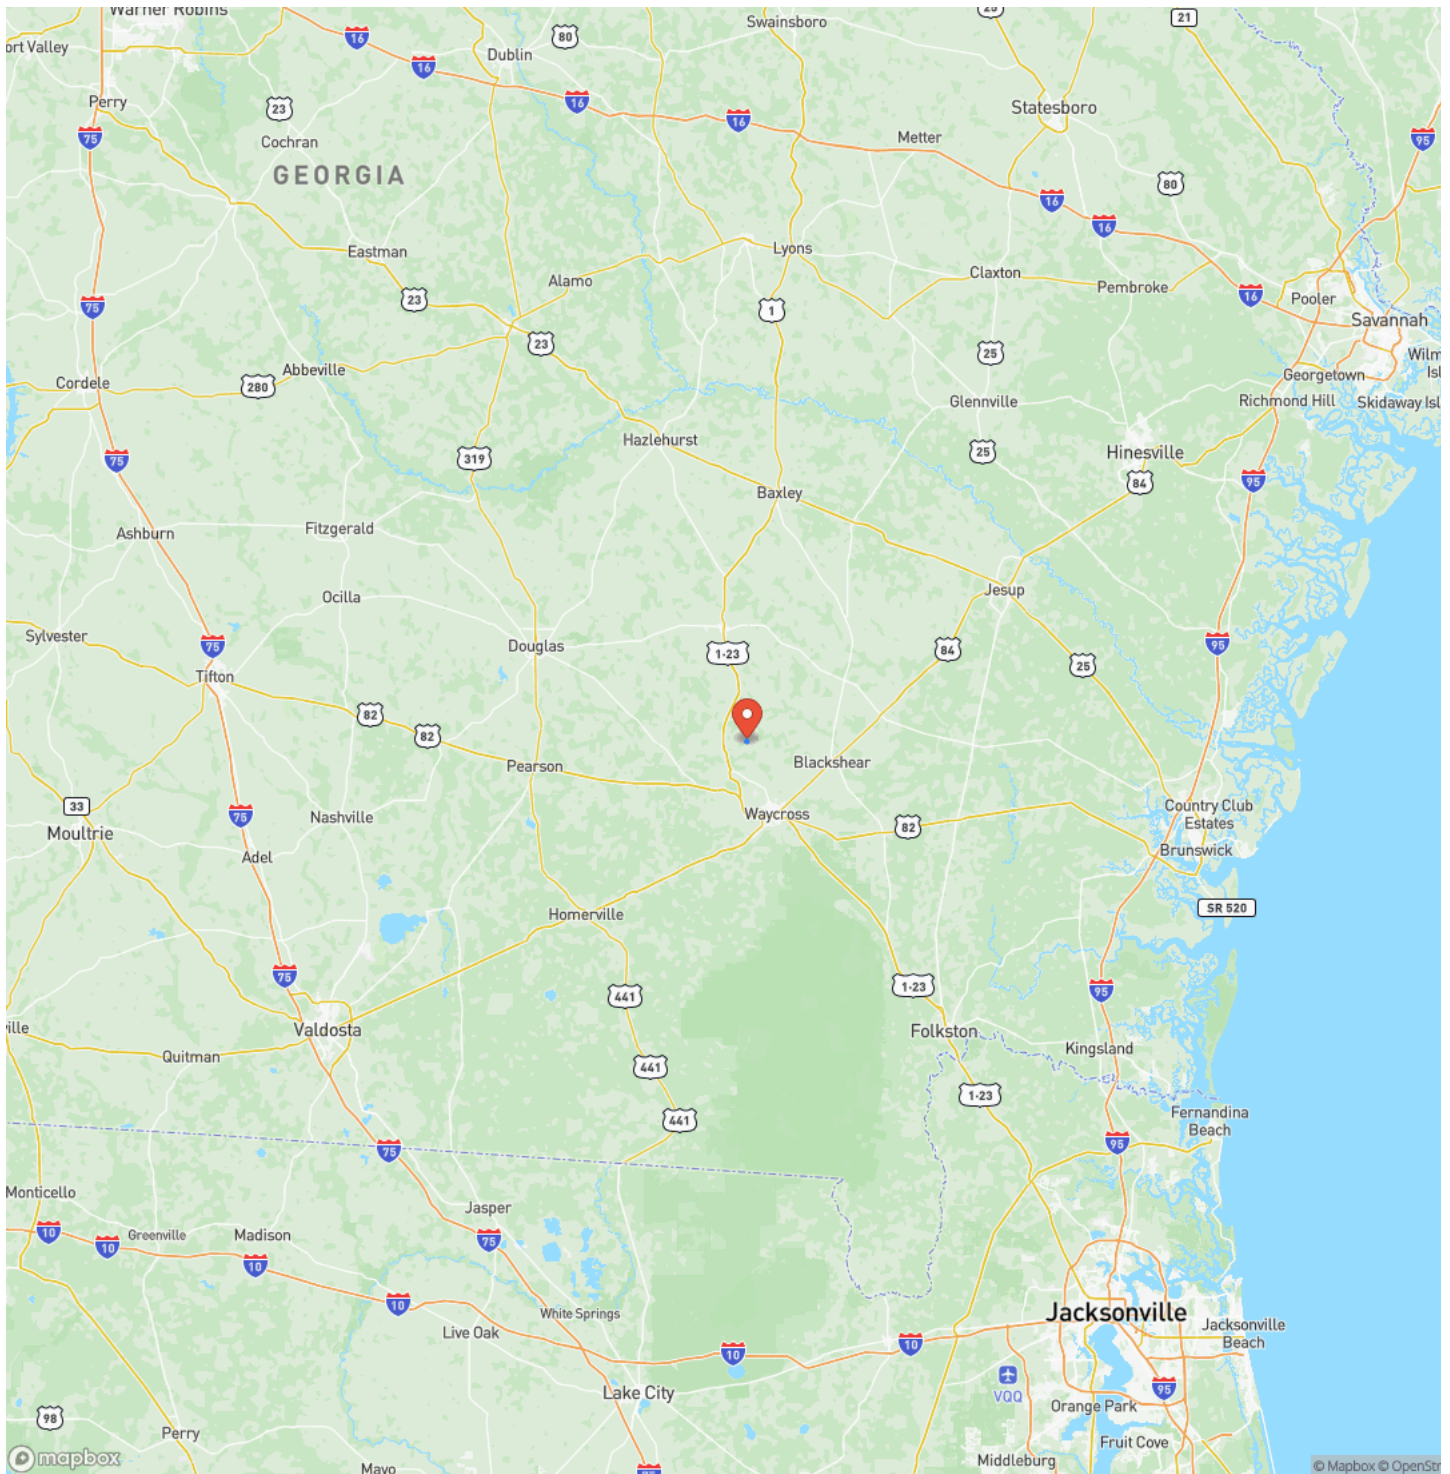 Warner Robins
Swainsboro
25
21
16
80
ort Valley
Dublin
16
Perry
23
16
Statesboro
16
75
Cochran
Metter
95
GEORGIA
80
16
16
Eastman
Lyons
Alamo
Claxton
Pembroke
23
16
Pooler
75
1
Savannah
23
25
Wilm
Isl
Abbeville
Georgetown
Cordele
280
Glennville
Richmond Hill
Skidaway Isl
Hazlehurst
75
319
25
Hinesville
95
84
Baxley
Fitzgerald
Ashburn
Jesup
Ocilla
Sylvester
75
Douglas
1-23
84
95
25
Tifton
82
82
Pearson
Blackshear
33
75
Nashville
Waycross
Country Club
Estates
Moultrie
82
Adel
Brunswick
Homerville
SR 520
75
441
1-23
95
ville
Valdosta
Folkston
Quitman
Kingsland
441
1-23
441
Fernandina
Beach
75
95
Monticello
Jasper
10
10
Greenville
Madison
75
10
10
White Springs
Jacksonville
Live Oak
Jacksonville
Beach
10
10
VQQ
95
Lake City
Orange Park
98
Perry
Fruit Cove
mapbox
Mayo
75
Middleburg
© Mapbox © OpenStr